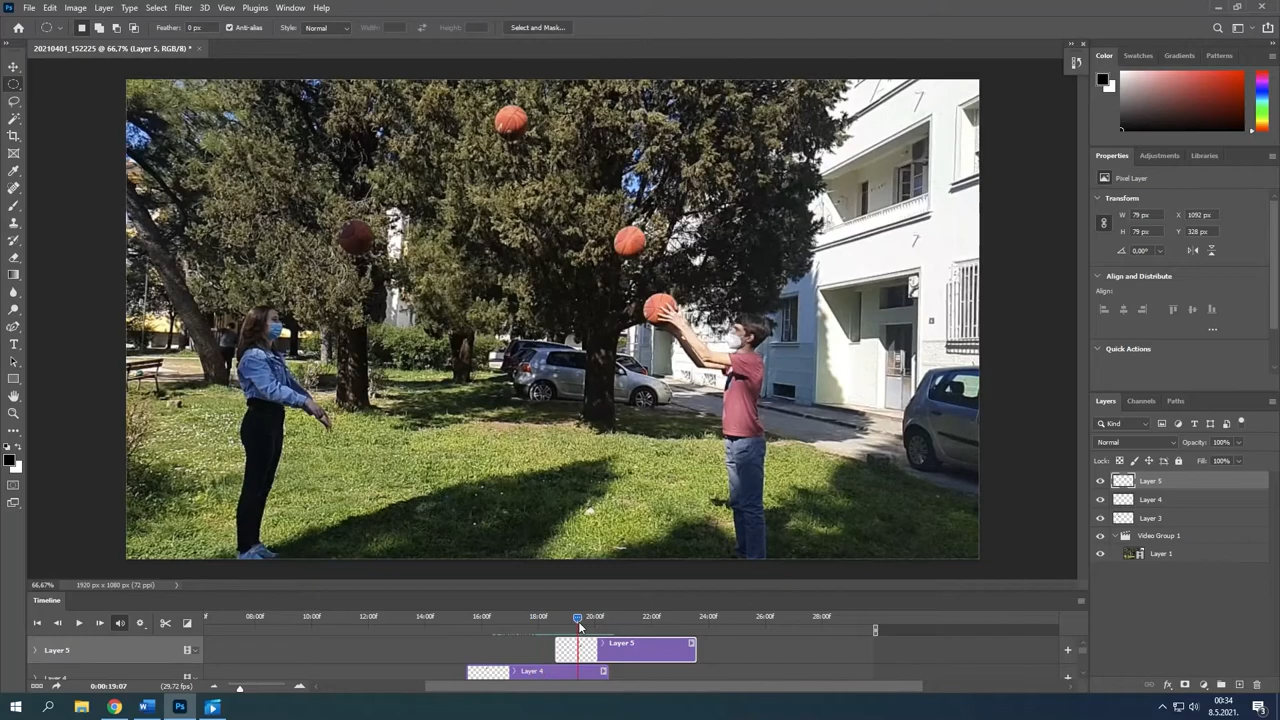 Ps File Edit Image Layer Type Select Filter 3D View Plugins Window Help
Feather: 0 px Anti-alias Style: Normal Width: Height: Select and Mask...
20210401_152225 @ 66,7% (Layer 5, RGB/8) * ×
Color Swatches Gradients Patterns
Properties Adjustments Libraries
Pixel Layer
Transform
W 79 px X 1092 px
H 79 px Y 328 px
0,00°
Align and Distribute
Align:
Quick Actions
Layers Channels Paths
Kind
Normal Opacity: 100%
Lock: Fill: 100%
Layer 5
Layer 4
Layer 3
Video Group 1
Layer 1
66,67% 1920 px x 1080 px (72 ppi)
Timeline
08:00f 10:00f 12:00f 14:00f 16:00f 18:00f 20:00f 22:00f 24:00f 26:00f 28:00f
Layer 5 Layer 5
Layer 4
0:00:19:07 (29,72 fps)
00:34
8.5.2021.